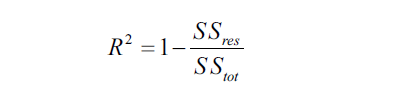 R² = 1 − SS_res / SS_tot